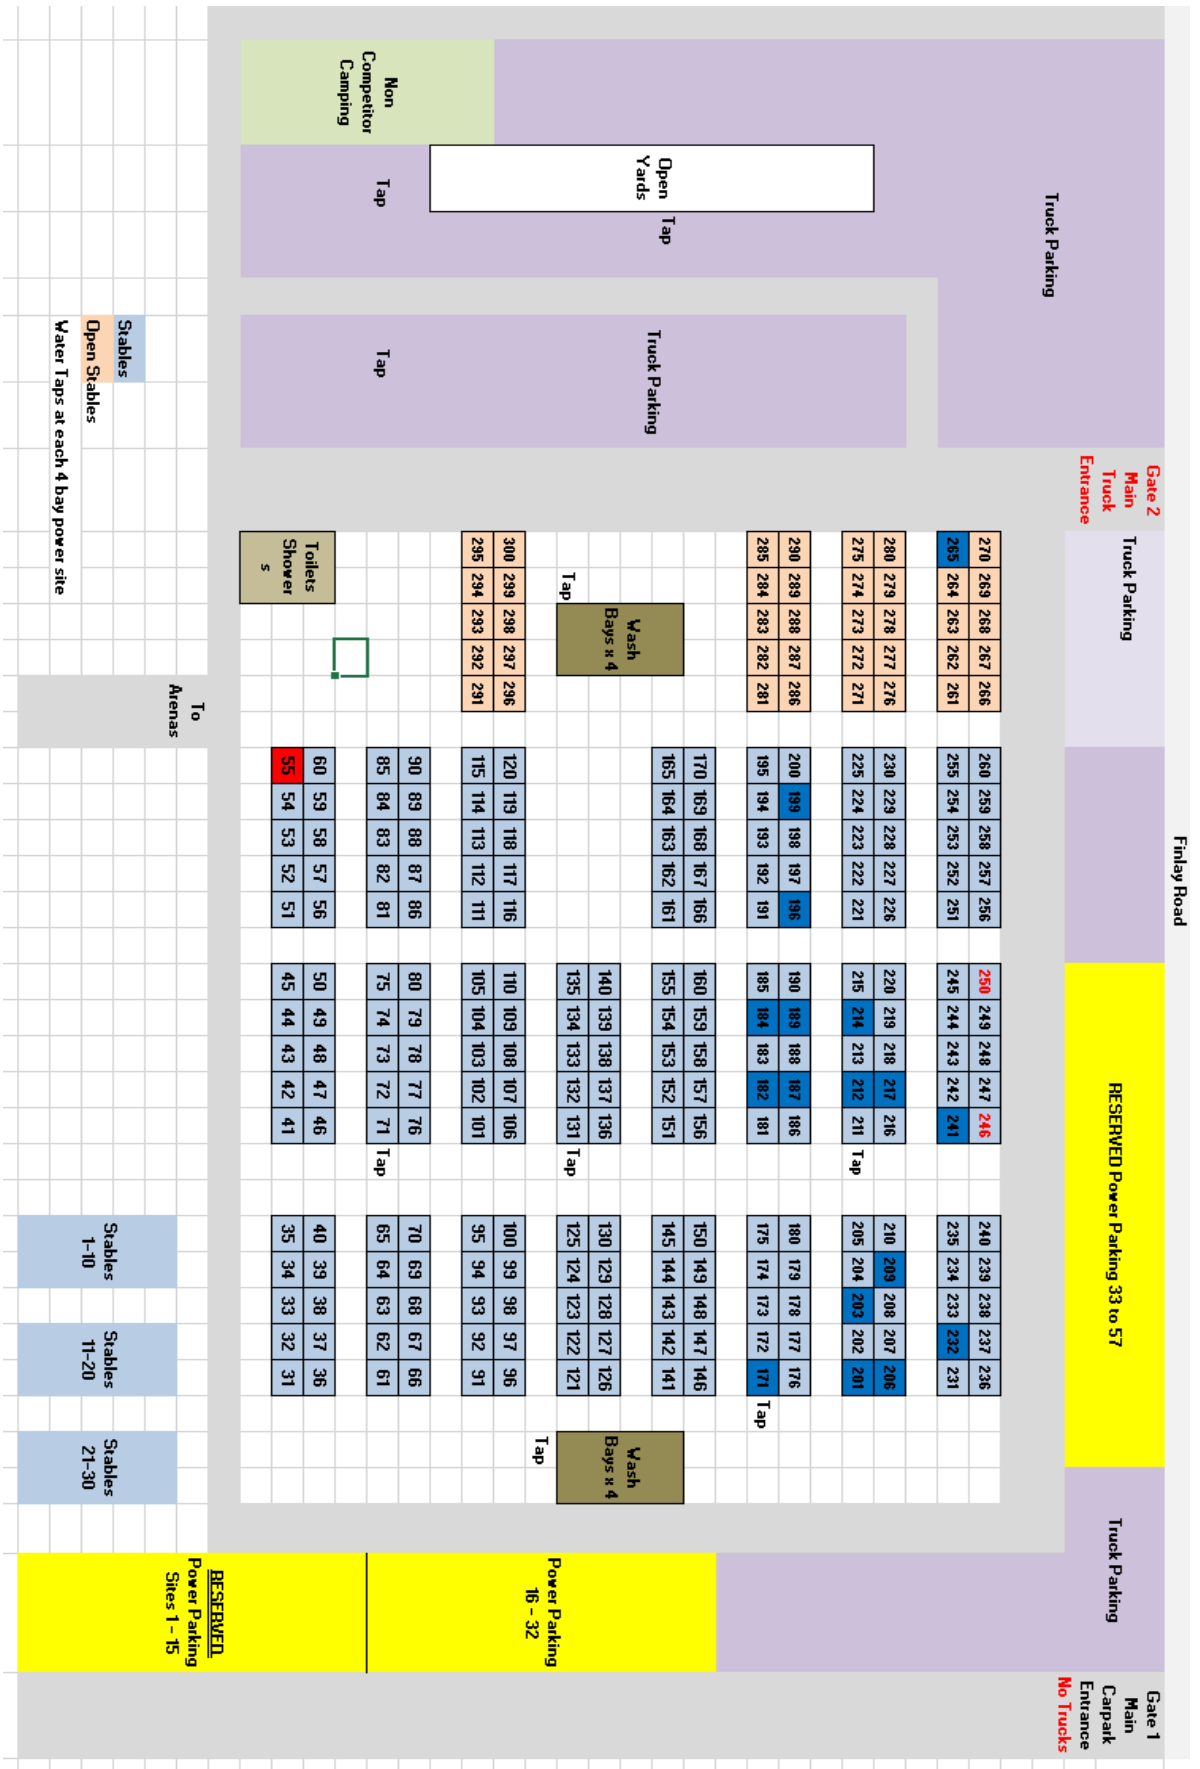 Finlay Road
Gate 2
Main
Truck
Entrance
Truck Parking
Truck Parking
RESERVED Power Parking 33 to 57
Truck Parking
Gate 1
Main
Carpark
Entrance
No Trucks
270 269 268 267 266 260 259 258 257 256 250 249 248 247 246 240 239 238 237 236
265 264 263 262 261 255 254 253 252 251 245 244 243 242 241 235 234 233 232 231
280 279 278 277 276 230 229 228 227 226 220 219 218 217 216 210 209 208 207 206
275 274 273 272 271 225 224 223 222 221 215 214 213 212 211 Tap 205 204 203 202 201
290 289 288 287 286 200 199 198 197 196 190 189 188 187 186 180 179 178 177 176
285 284 283 282 281 195 194 193 192 191 185 184 183 182 181 175 174 173 172 171 Tap
Open
Yards
Tap
Truck Parking
170 169 168 167 166 160 159 158 157 156 150 149 148 147 146
165 164 163 162 161 155 154 153 152 151 145 144 143 142 141
Wash
Bays x 4
Tap
140 139 138 137 136 130 129 128 127 126
135 134 133 132 131 Tap 125 124 123 122 121
Wash
Bays x 4
Tap
Power Parking
16 - 32
300 299 298 297 296 120 119 118 117 116 110 109 108 107 106 100 99 98 97 96
295 294 293 292 291 115 114 113 112 111 105 104 103 102 101 95 94 93 92 91
Non
Competitor
Camping
Tap
Tap
90 89 88 87 86 80 79 78 77 76 70 69 68 67 66
85 84 83 82 81 75 74 73 72 71 Tap 65 64 63 62 61
Toilets
Shower
s
60 59 58 57 56 50 49 48 47 46 40 39 38 37 36
55 54 53 52 51 45 44 43 42 41 35 34 33 32 31
To
Arenas
RESERVED
Power Parking
Sites 1 - 15
Stables
Open Stables
Water Taps at each 4 bay power site
Stables
1-10
Stables
11-20
Stables
21-30